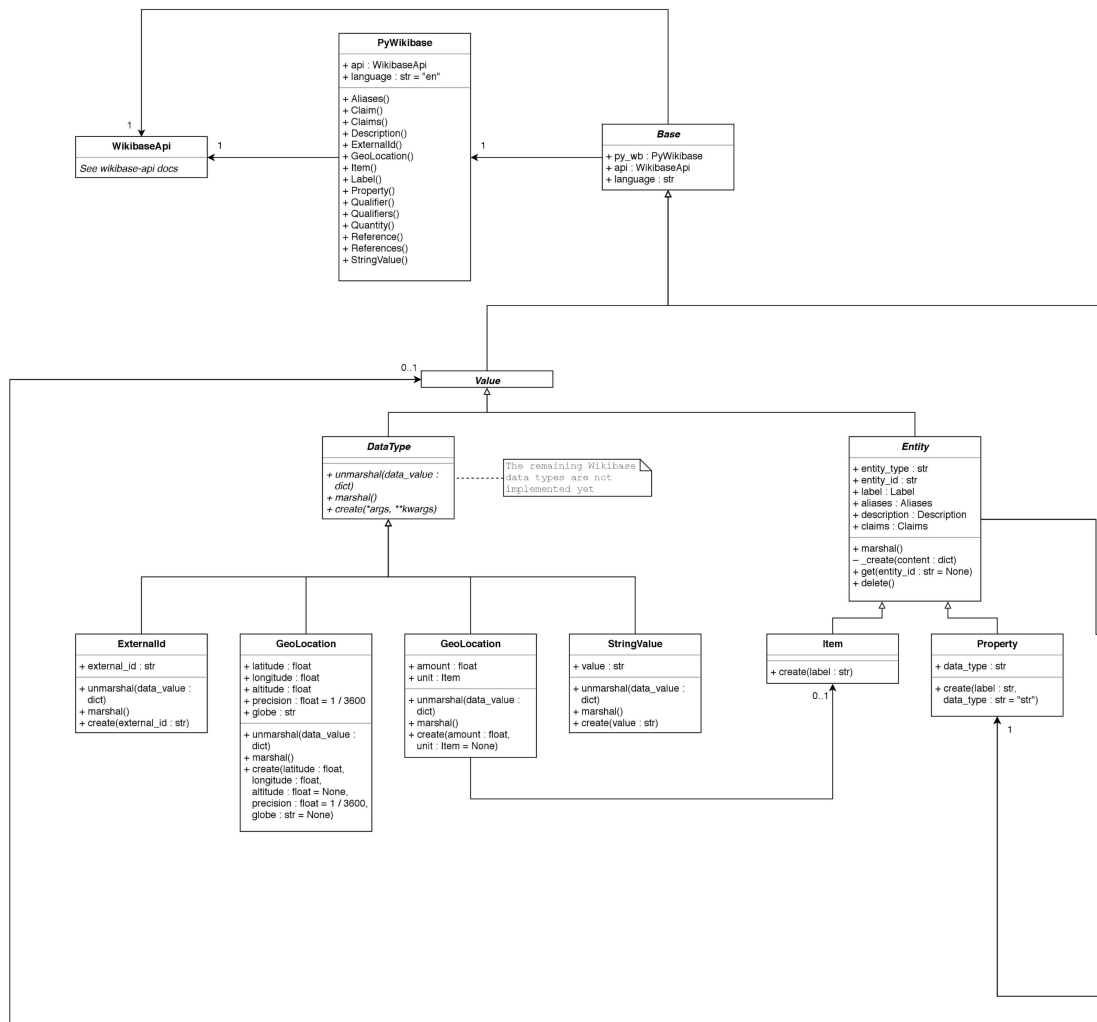 PyWikibase
+ api : WikibaseApi
+ language : str = "en"
+ Aliases()
+ Claim()
+ Claims()
+ Description()
+ ExternalId()
+ GeoLocation()
+ Item()
+ Label()
+ Property()
+ Qualifier()
+ Qualifiers()
+ Quantity()
+ Reference()
+ References()
+ StringValue()
1
WikibaseApi
See wikibase-api docs
1
1
Base
+ py_wb : PyWikibase
+ api : WikibaseApi
+ language : str
0..1
Value
DataType
+ unmarshal(data_value :
dict)
+ marshal()
+ create(*args, **kwargs)
The remaining Wikibase
data types are not
implemented yet
Entity
+ entity_type : str
+ entity_id : str
+ label : Label
+ aliases : Aliases
+ description : Description
+ claims : Claims
+ marshal()
– _create(content : dict)
+ get(entity_id : str = None)
+ delete()
ExternalId
+ external_id : str
+ unmarshal(data_value :
dict)
+ marshal()
+ create(external_id : str)
GeoLocation
+ latitude : float
+ longitude : float
+ altitude : float
+ precision : float = 1 / 3600
+ globe : str
+ unmarshal(data_value :
dict)
+ marshal()
+ create(latitude : float,
longitude : float,
altitude : float = None,
precision : float = 1 / 3600,
globe : str = None)
GeoLocation
+ amount : float
+ unit : Item
+ unmarshal(data_value :
dict)
+ marshal()
+ create(amount : float,
unit : Item = None)
StringValue
+ value : str
+ unmarshal(data_value :
dict)
+ marshal()
+ create(value : str)
Item
+ create(label : str)
0..1
Property
+ data_type : str
+ create(label : str,
data_type : str = "str")
1